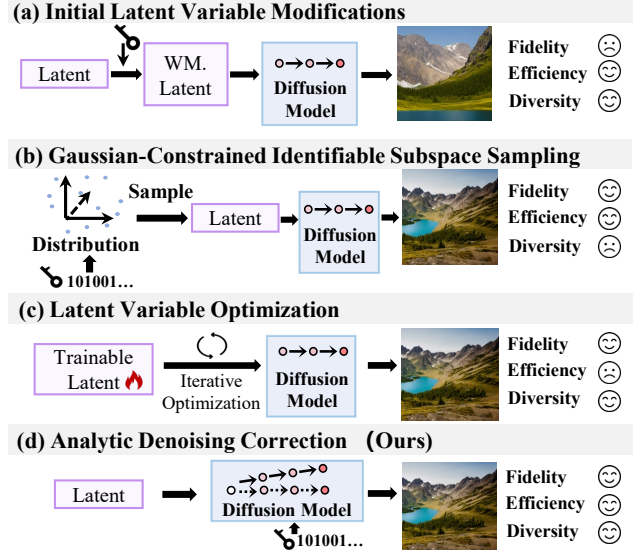 (a) Initial Latent Variable Modifications
Latent
WM.
Latent
Diffusion
Model
Fidelity
Efficiency
Diversity
(b) Gaussian-Constrained Identifiable Subspace Sampling
Sample
Distribution
101001...
Latent
Diffusion
Model
Fidelity
Efficiency
Diversity
(c) Latent Variable Optimization
Trainable
Latent
Iterative
Optimization
Diffusion
Model
Fidelity
Efficiency
Diversity
(d) Analytic Denoising Correction （Ours)
Latent
Diffusion Model
101001...
Fidelity
Efficiency
Diversity